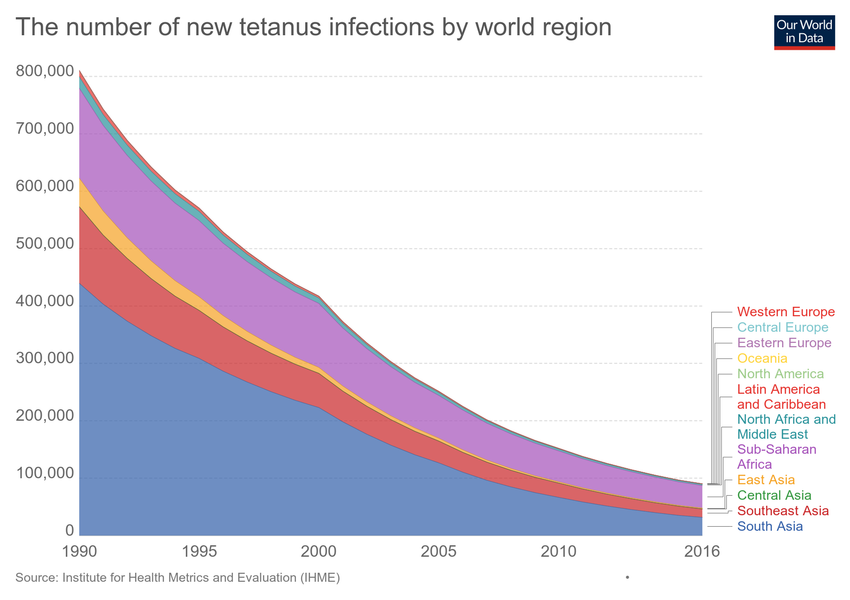 The number of new tetanus infections by world region
Our World
in Data
800,000
700,000
600,000
500,000
400,000
300,000
200,000
100,000
0
1990
1995
2000
2005
2010
2016
Western Europe
Central Europe
Eastern Europe
Oceania
North America
Latin America
and Caribbean
North Africa and
Middle East
Sub-Saharan
Africa
East Asia
Central Asia
Southeast Asia
South Asia
Source: Institute for Health Metrics and Evaluation (IHME)